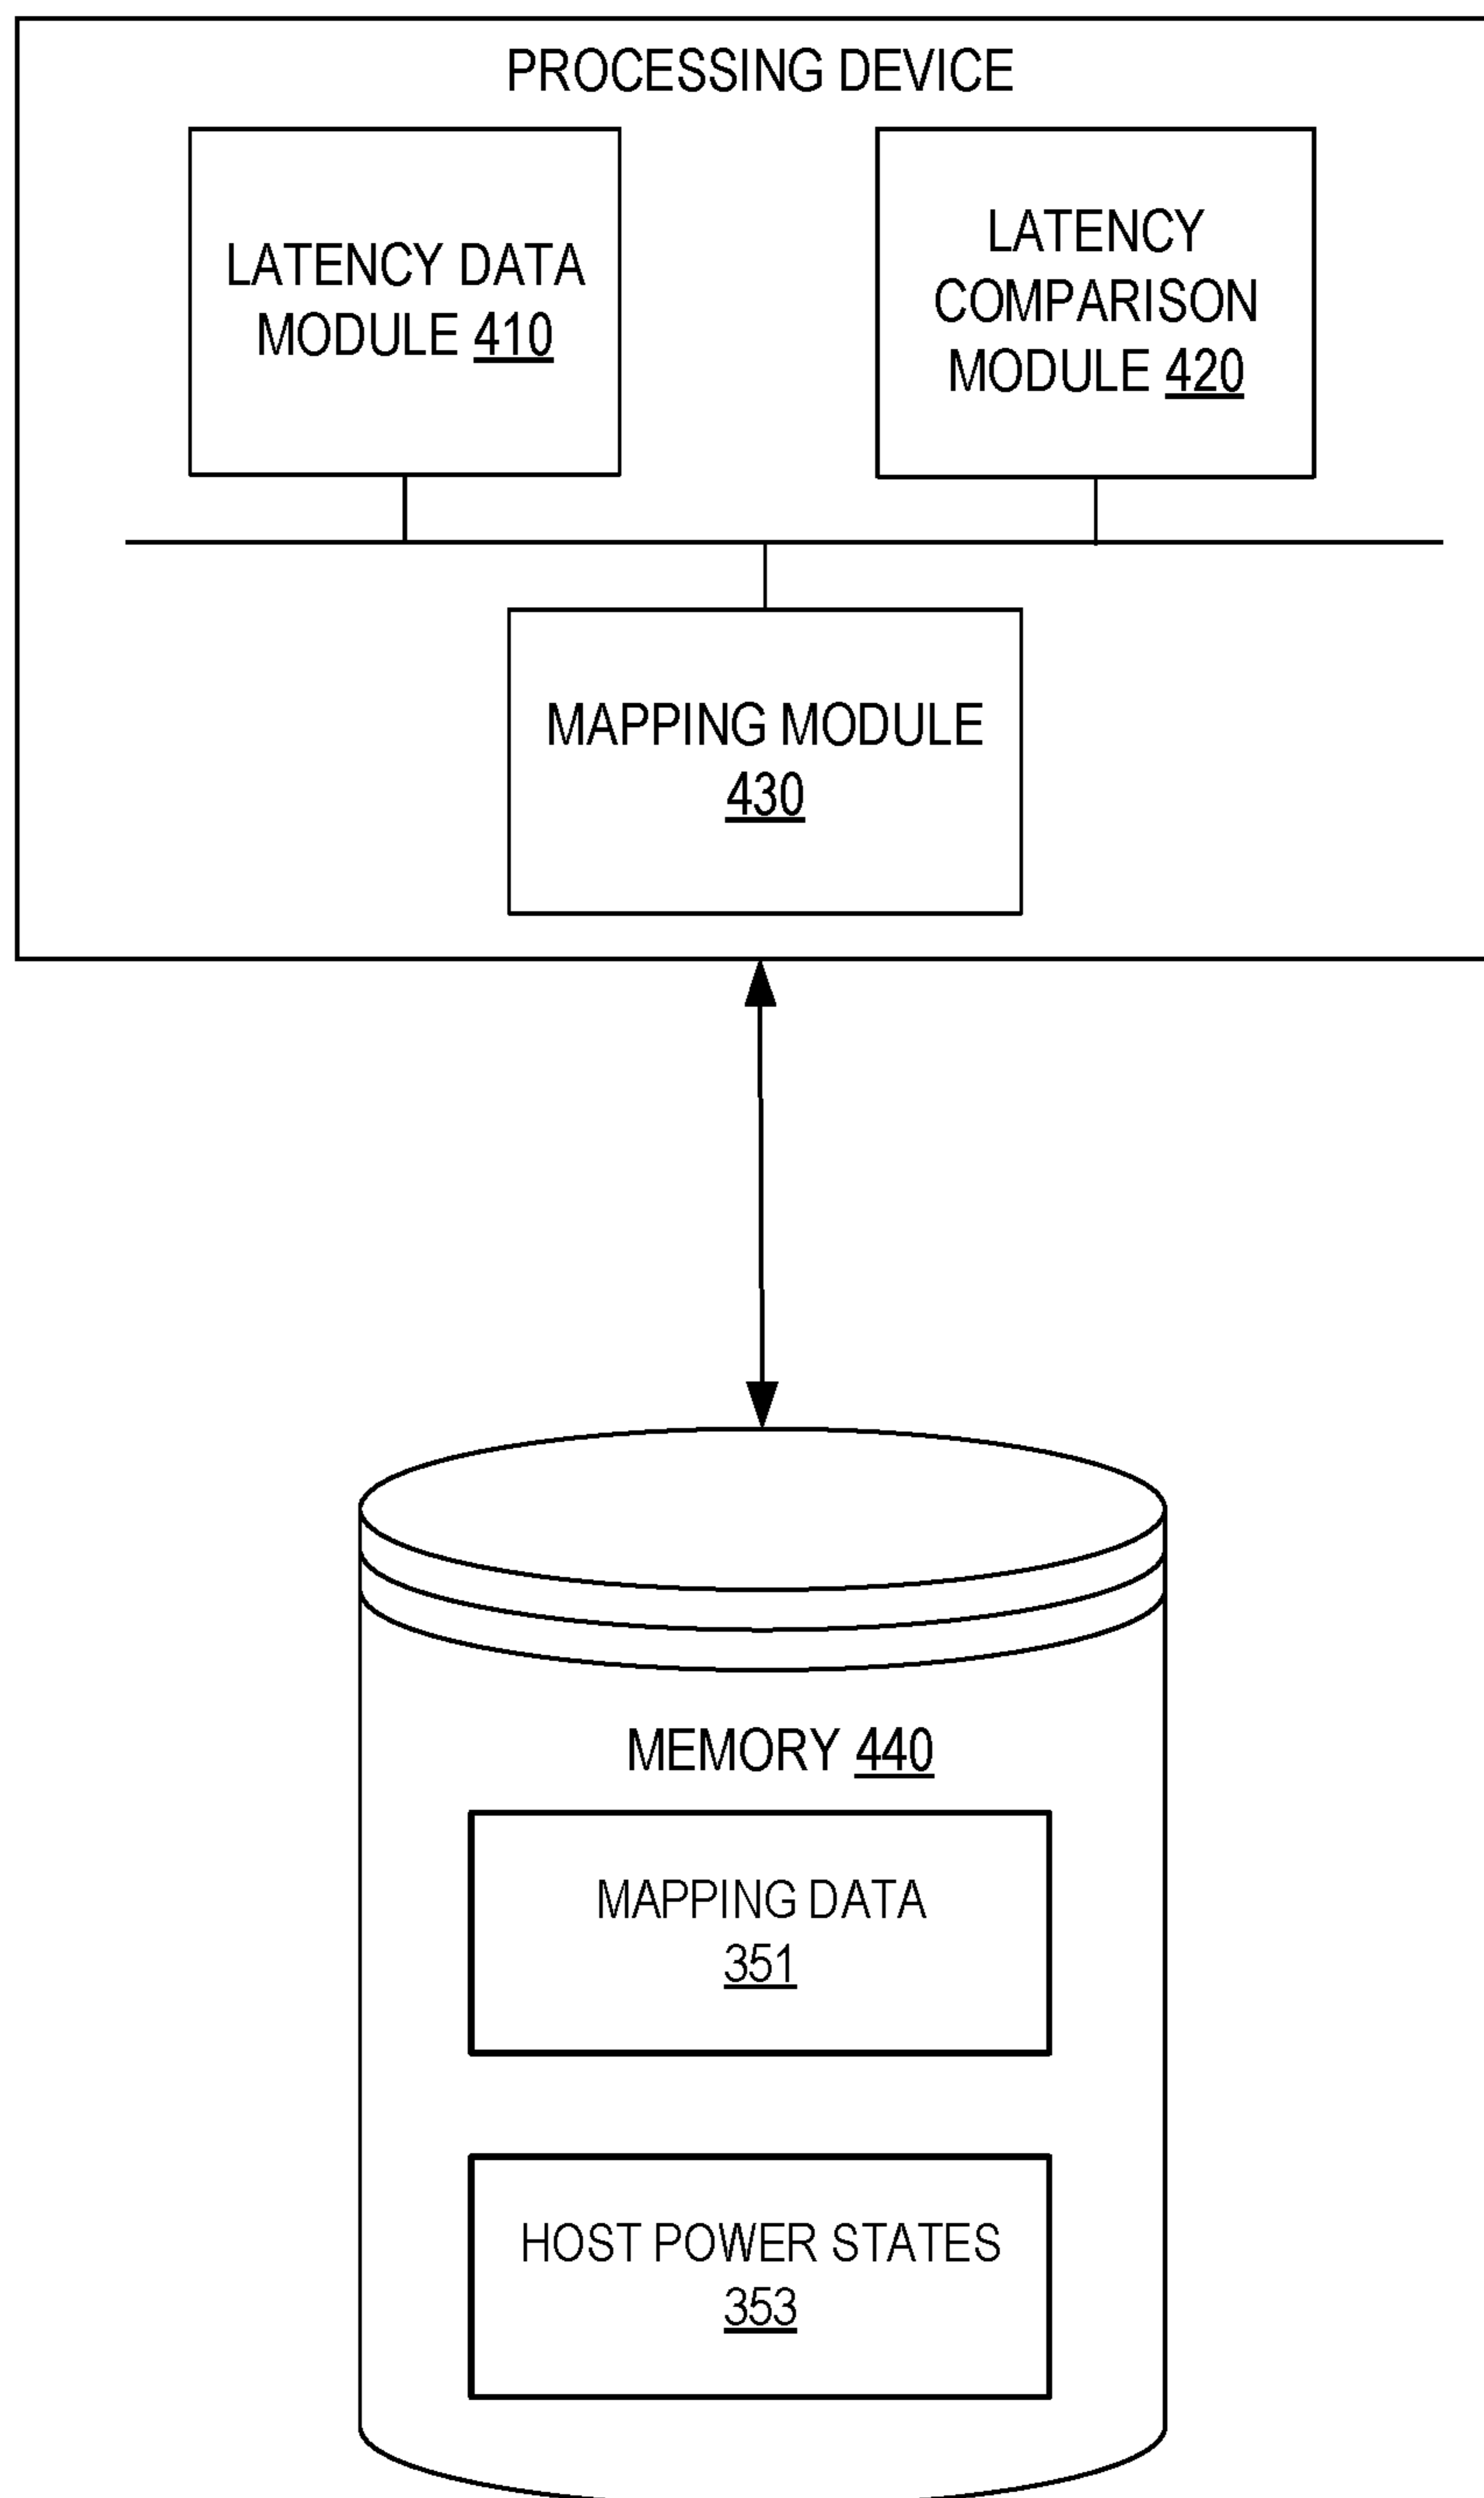 PROCESSING DEVICE
LATENCY DATA
MODULE 410
LATENCY
COMPARISON
MODULE 420
MAPPING MODULE
430
MEMORY 440
MAPPING DATA
351
HOST POWER STATES
353